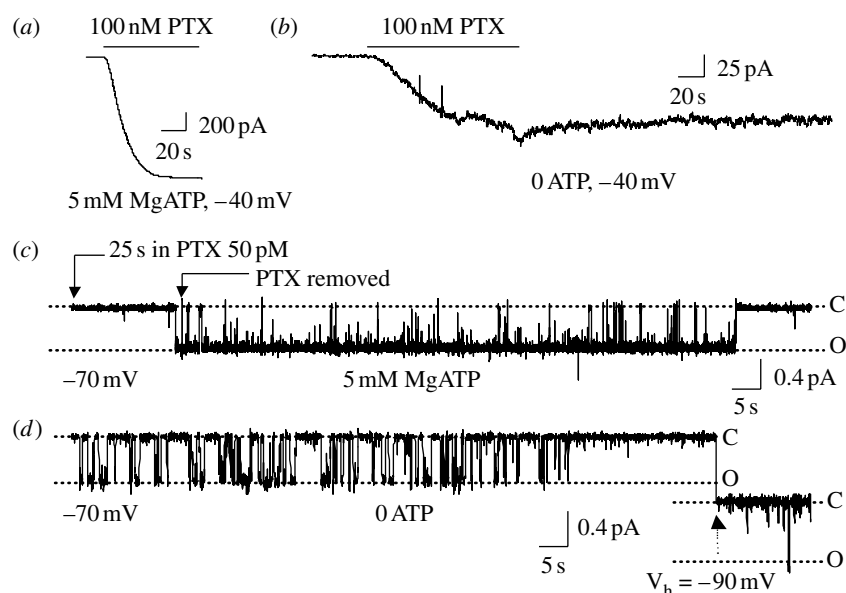 (a)
100 nM PTX
200 pA
20 s
5 mM MgATP, –40 mV
(b)
100 nM PTX
25 pA
20 s
0 ATP, –40 mV
(c)
25 s in PTX 50 pM
PTX removed
C
O
–70 mV
5 mM MgATP
0.4 pA
5 s
(d)
C
O
–70 mV
0 ATP
0.4 pA
5 s
C
O
Vh = –90 mV